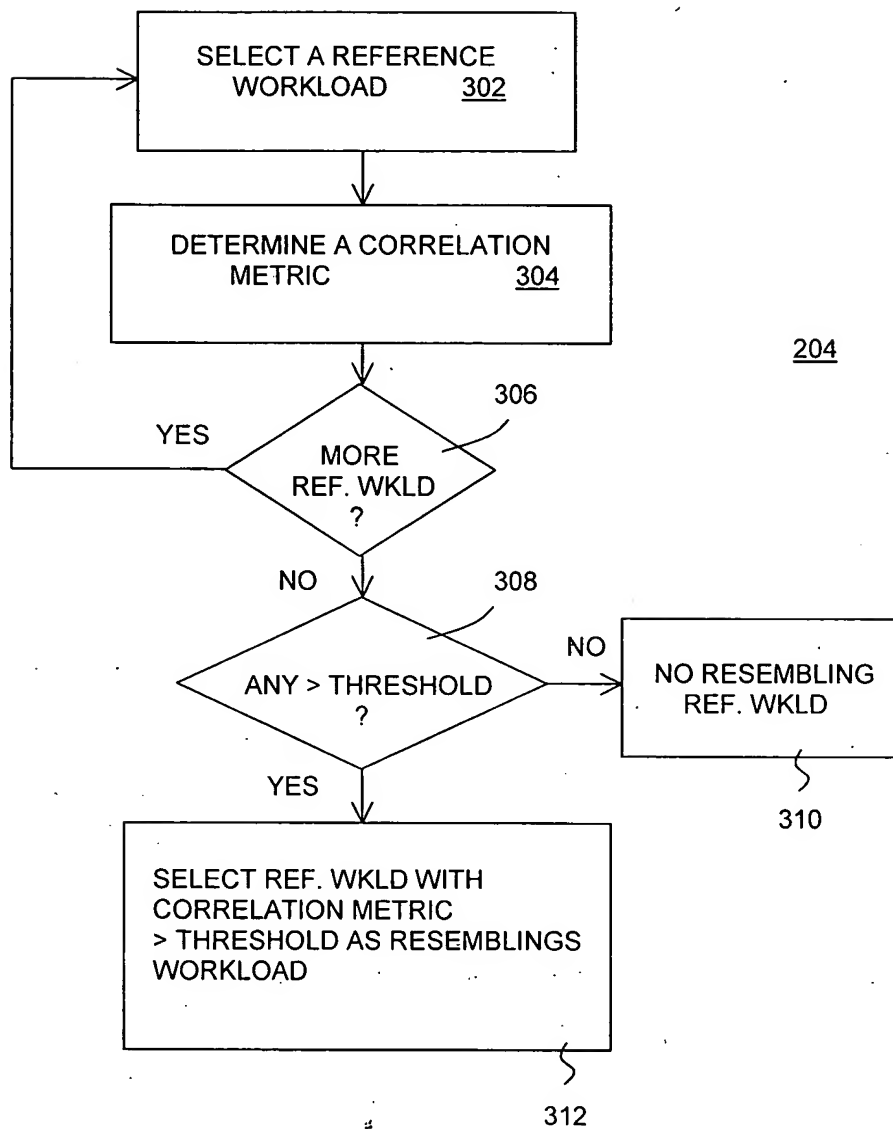 SELECT A REFERENCE
WORKLOAD 302
DETERMINE A CORRELATION
METRIC 304
204
306
YES
MORE
REF. WKLD
?
NO
308
ANY > THRESHOLD
?
NO
NO RESEMBLING
REF. WKLD
310
YES
SELECT REF. WKLD WITH
CORRELATION METRIC
> THRESHOLD AS RESEMBLINGS
WORKLOAD
312